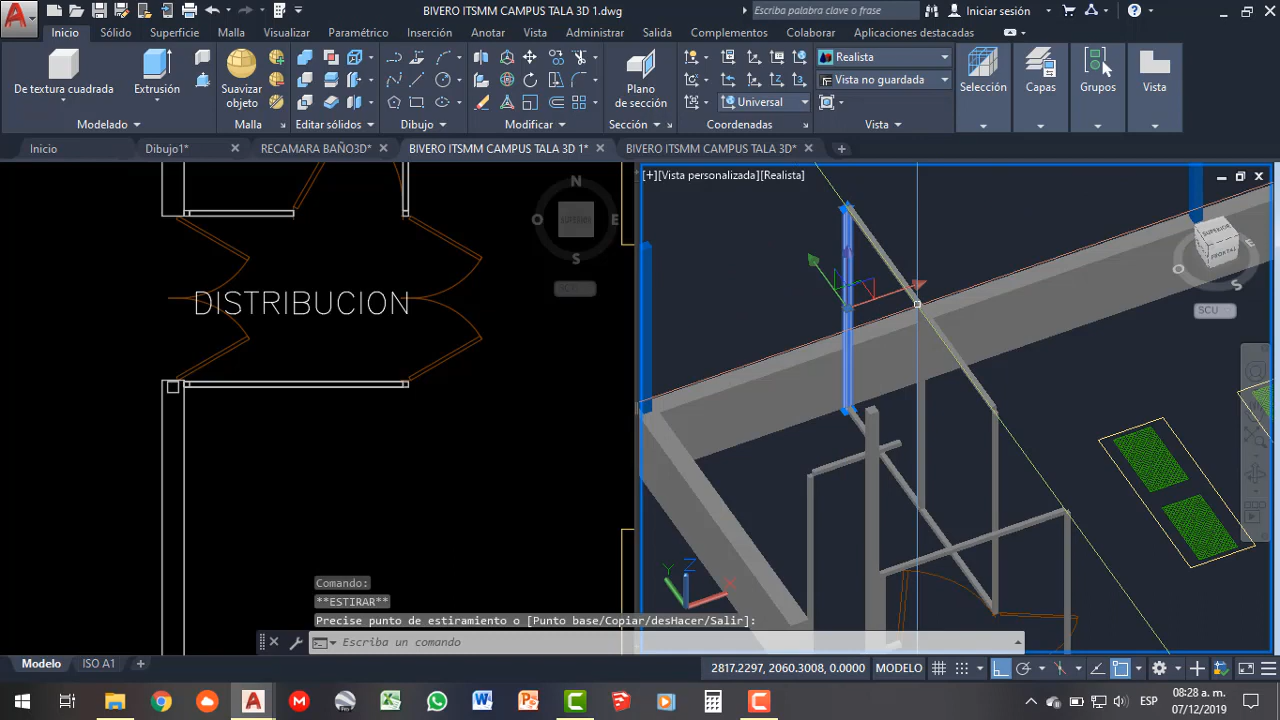 BIVERO ITSMM CAMPUS TALA 3D 1.dwg
Escriba palabra clave o frase
Iniciar sesión
Inicio
Sólido
Superficie
Malla
Visualizar
Paramétrico
Inserción
Anotar
Vista
Administrar
Salida
Complementos
Colaborar
Aplicaciones destacadas
De textura cuadrada
Extrusión
Suavizar objeto
Plano de sección
Realista
Vista no guardada
Universal
Selección
Capas
Grupos
Vista
Modelado
Malla
Editar sólidos
Dibujo
Modificar
Sección
Coordenadas
Vista
Inicio
Dibujo1*
RECAMARA BAÑO3D*
BIVERO ITSMM CAMPUS TALA 3D 1*
BIVERO ITSMM CAMPUS TALA 3D*
[+][Vista personalizada][Realista]
N
O
SUPERIOR
E
S
SCU
DISTRIBUCION
SUPERIOR
FRONTAL
E
O
S
SCU
Z
Y
X
Comando:
**ESTIRAR**
Precise punto de estiramiento o [Punto base/Copiar/desHacer/Salir]:
Escriba un comando
Modelo
ISO A1
2817.2297, 2060.3008, 0.0000
MODELO
ESP
08:28 a. m.
07/12/2019